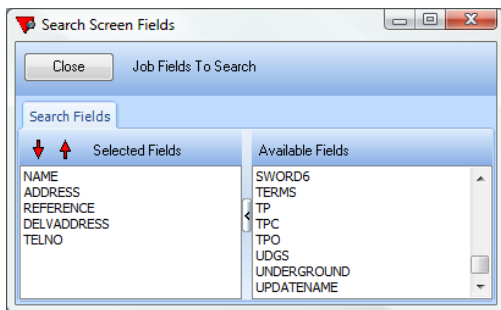 Search Screen Fields
Close
Job Fields To Search
Search Fields
Selected Fields
Available Fields
NAME
ADDRESS
REFERENCE
DELVADDRESS
TELNO
SWORD6
TERMS
TP
TPC
TPO
UDGS
UNDERGROUND
UPDATENAME